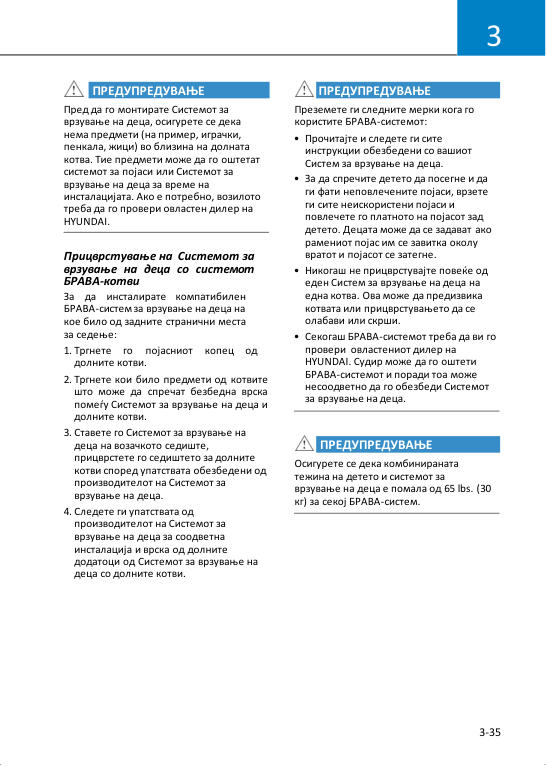 3
ПРЕДУПРЕДУВАЊЕ
Пред да го монтирате Системот за
врзување на деца, осигурете се дека
нема предмети (на пример, играчки,
пенкала, жици) во близина на долната
котва. Тие предмети може да го оштетат
системот за појаси или Системот за
врзување на деца за време на
инсталацијата. Ако е потребно, возилото
треба да го провери овластен дилер на
HYUNDAI.
Прицврстување на Системот за
врзување на деца со системот
БРАВА-котви
За да инсталирате компатибилен
БРАВА-систем за врзување на деца на
кое било од задните странични места
за седење:
1. Тргнете го појасниот копец од
долните котви.
2. Тргнете кои било предмети од котвите
што може да спречат безбедна врска
помеѓу Системот за врзување на деца и
долните котви.
3. Ставете го Системот за врзување на
деца на возачкото седиште,
прицврстете го седиштето за долните
котви според упатствата обезбедени од
производителот на Системот за
врзување на деца.
4. Следете ги упатствата од
производителот на Системот за
врзување на деца за соодветна
инсталација и врска од долните
додатоци од Системот за врзување на
деца со долните котви.
ПРЕДУПРЕДУВАЊЕ
Преземете ги следните мерки кога го
користите БРАВА-системот:
• Прочитајте и следете ги сите
инструкции обезбедени со вашиот
Систем за врзување на деца.
• За да спречите детето да посегне и да
ги фати неповлечените појаси, врзете
ги сите неискористени појаси и
повлечете го платното на појасот зад
детето. Децата може да се задават ако
рамениот појас им се завитка околу
вратот и појасот се затегне.
• Никогаш не прицврстувајте повеќе од
еден Систем за врзување на деца на
една котва. Ова може да предизвика
котвата или прицврстувањето да се
олабави или скрши.
• Секогаш БРАВА-системот треба да ви го
провери овластениот дилер на
HYUNDAI. Судир може да го оштети
БРАВА-системот и поради тоа може
несоодветно да го обезбеди Системот
за врзување на деца.
ПРЕДУПРЕДУВАЊЕ
Осигурете се дека комбинираната
тежина на детето и системот за
врзување на деца е помала од 65 lbs. (30
кг) за секој БРАВА-систем.
3-35